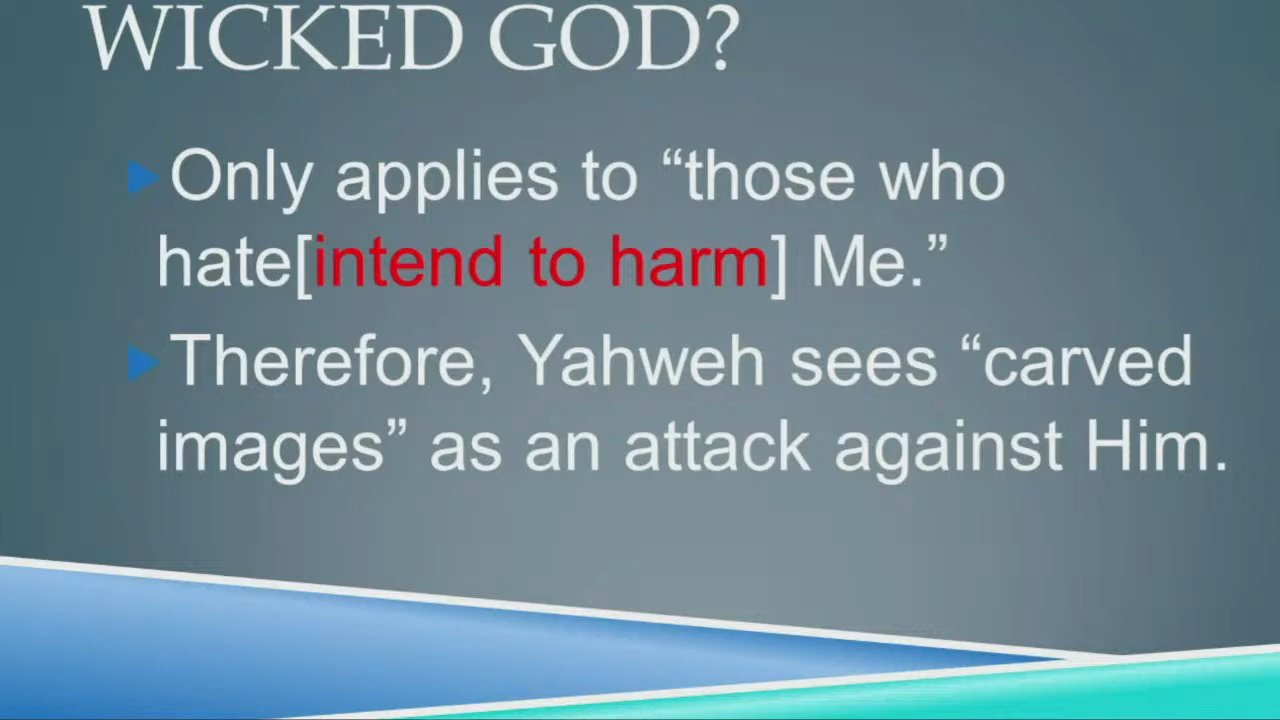 WICKED GOD?
Only applies to “those who
hate[intend to harm] Me.”
Therefore, Yahweh sees “carved
images” as an attack against Him.